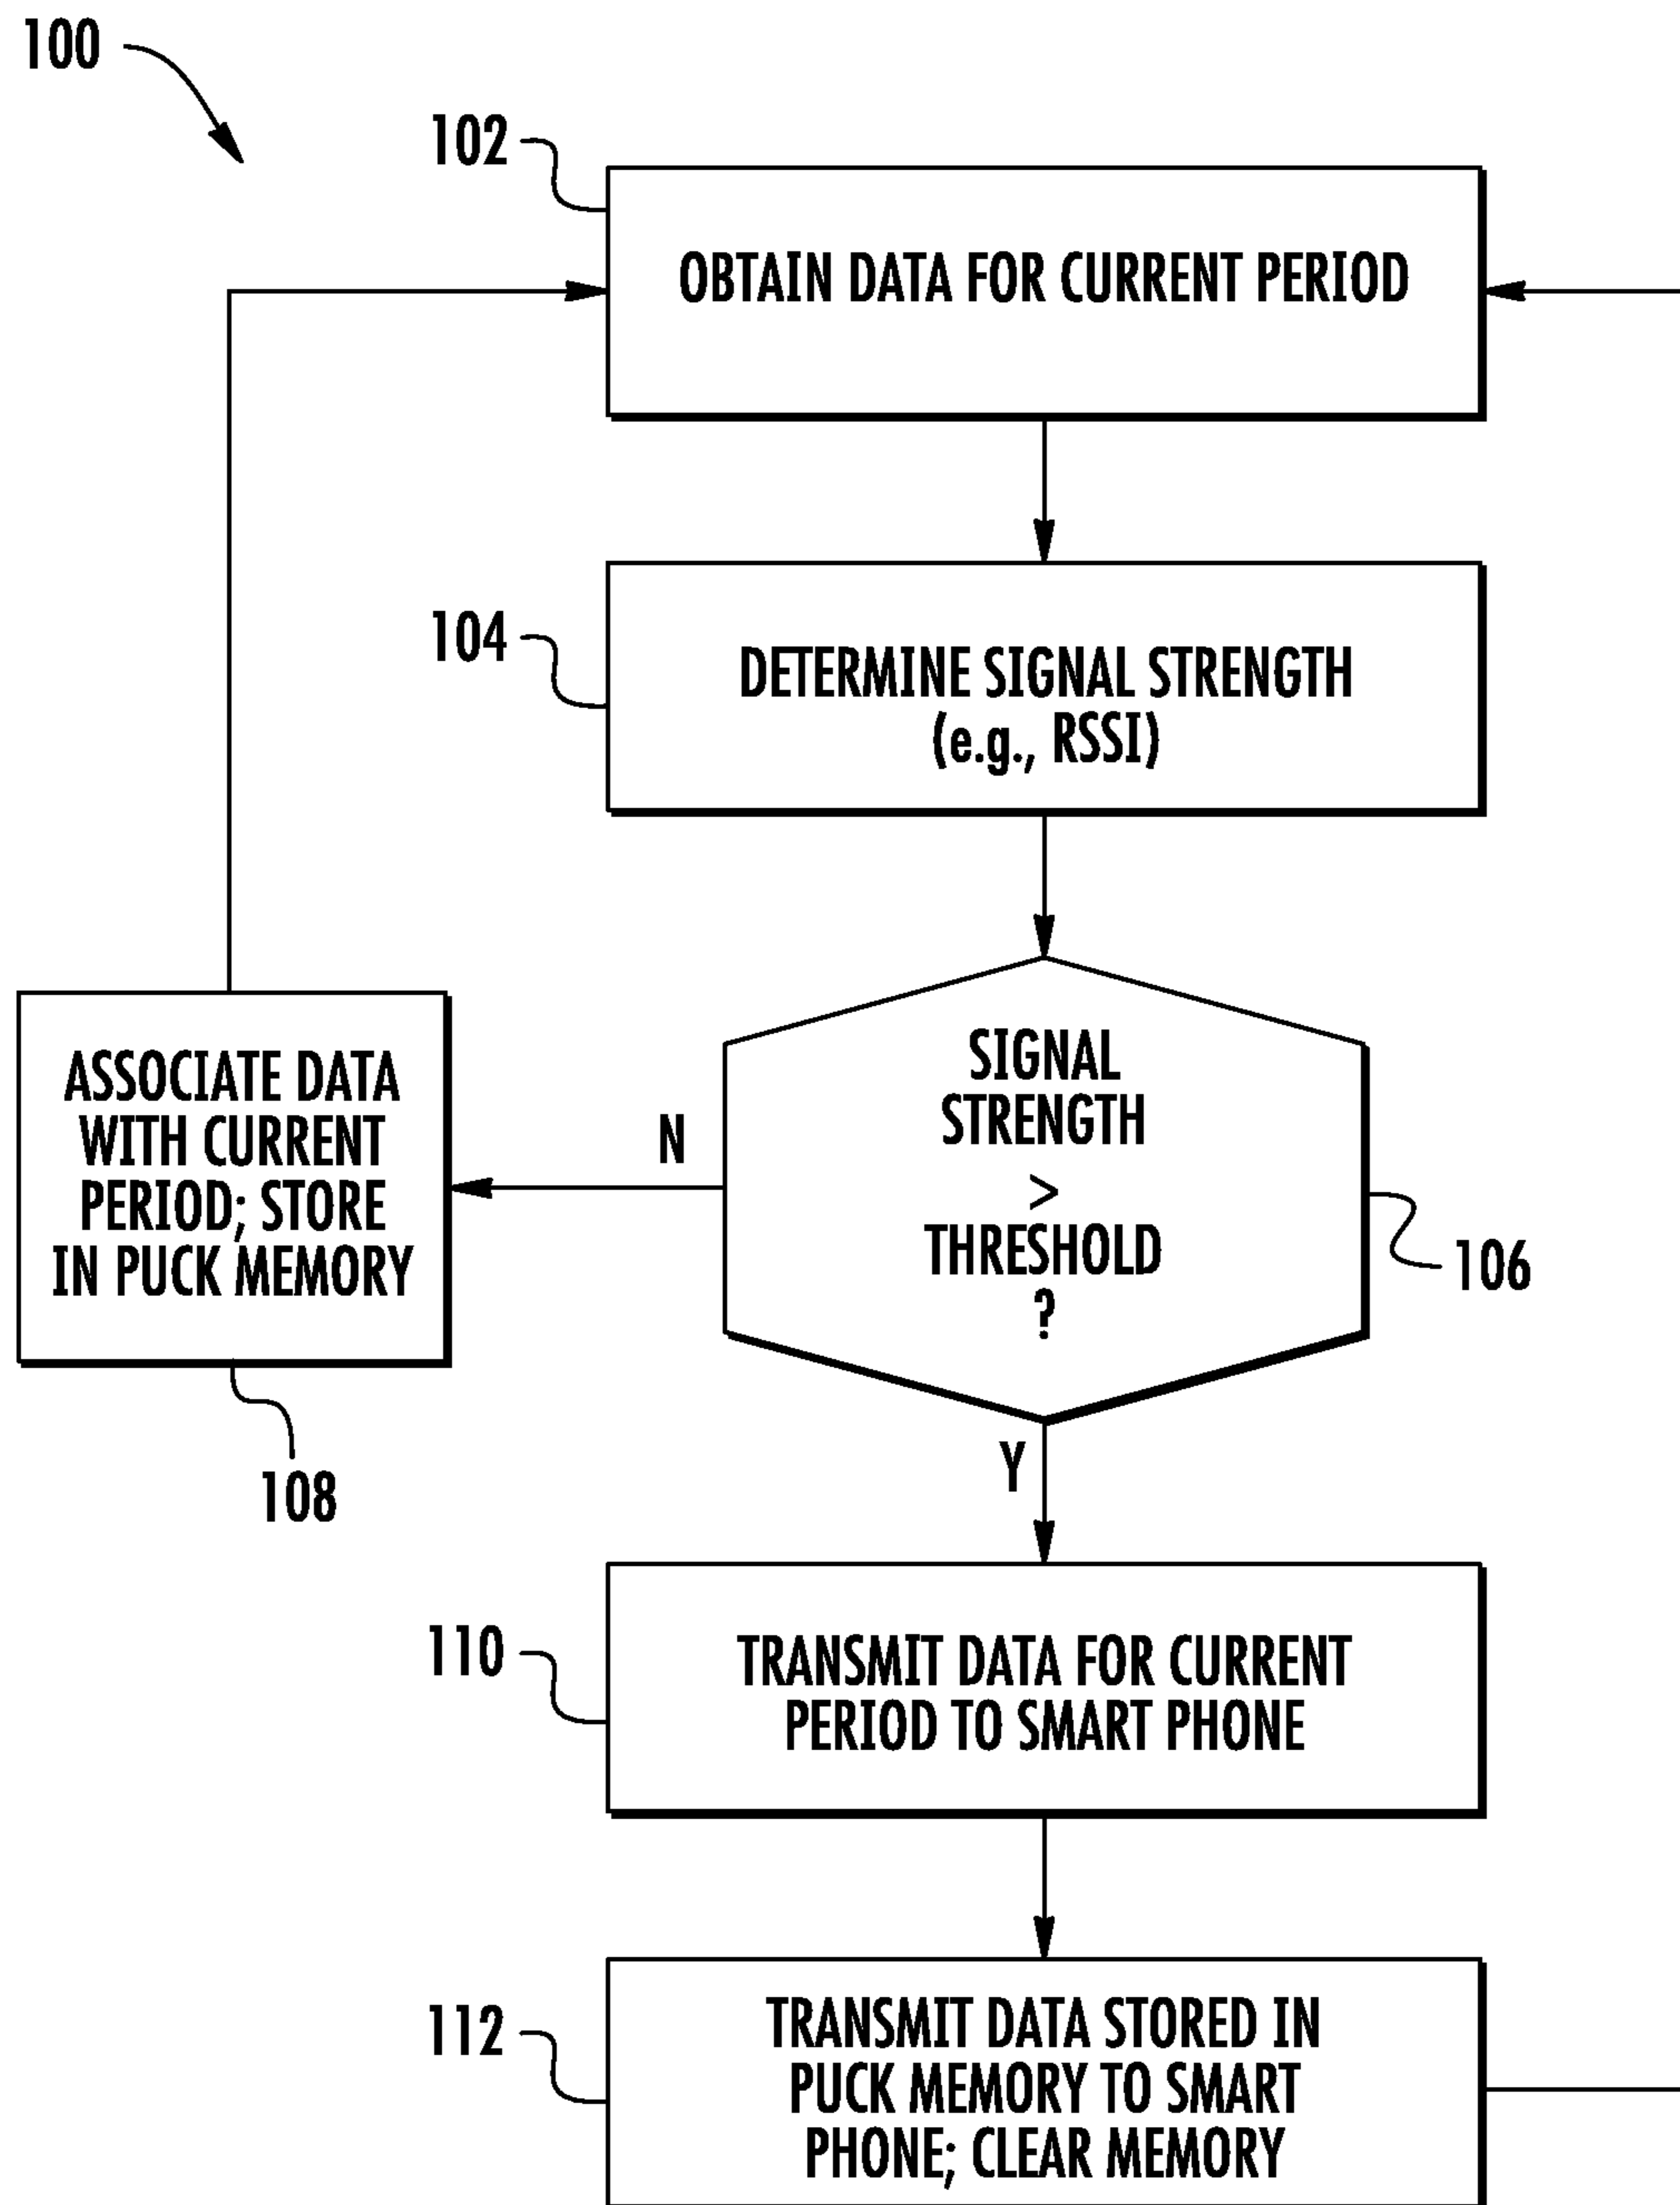 100
102
OBTAIN DATA FOR CURRENT PERIOD
104
DETERMINE SIGNAL STRENGTH
(e.g., RSSI)
SIGNAL
STRENGTH
>
THRESHOLD
?
106
N
ASSOCIATE DATA
WITH CURRENT
PERIOD; STORE
IN PUCK MEMORY
108
Y
110
TRANSMIT DATA FOR CURRENT
PERIOD TO SMART PHONE
112
TRANSMIT DATA STORED IN
PUCK MEMORY TO SMART
PHONE; CLEAR MEMORY